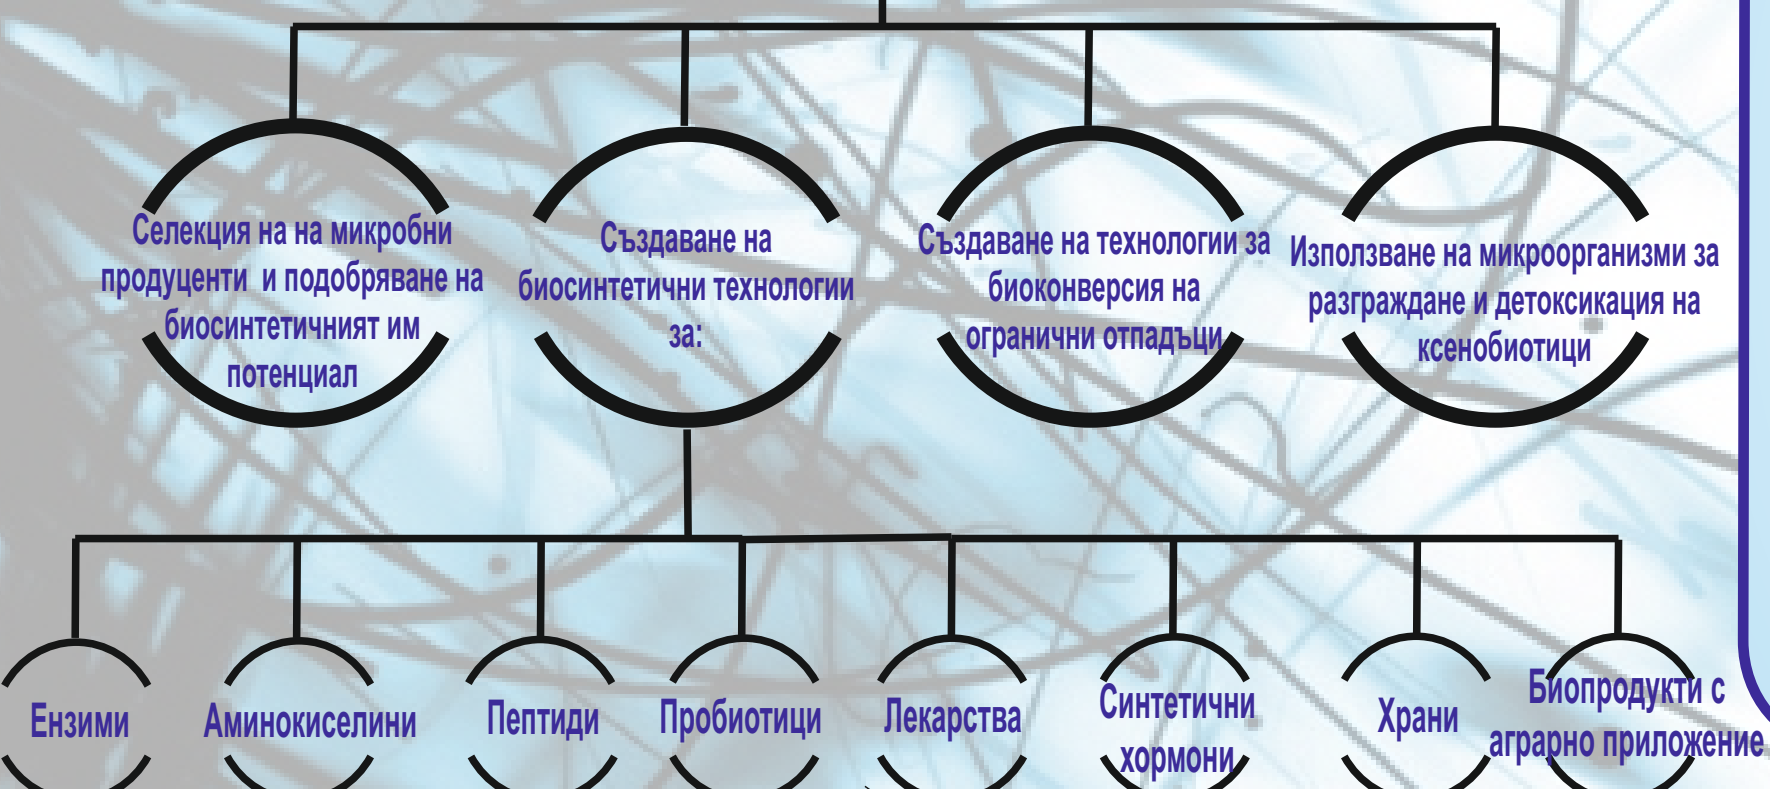 Селекция на на микробни
продуценти и подобряване на
биосинтетичният им
потенциал
Създаване на
биосинтетични технологии
за:
Създаване на технологии за
биоконверсия на
огранични отпадъци
Използване на микроорганизми за
разграждане и детоксикация на
ксенобиотици
Ензими
Аминокиселини
Пептиди
Пробиотици
Лекарства
Синтетични
хормони
Храни
Биопродукти с
аграрно приложение